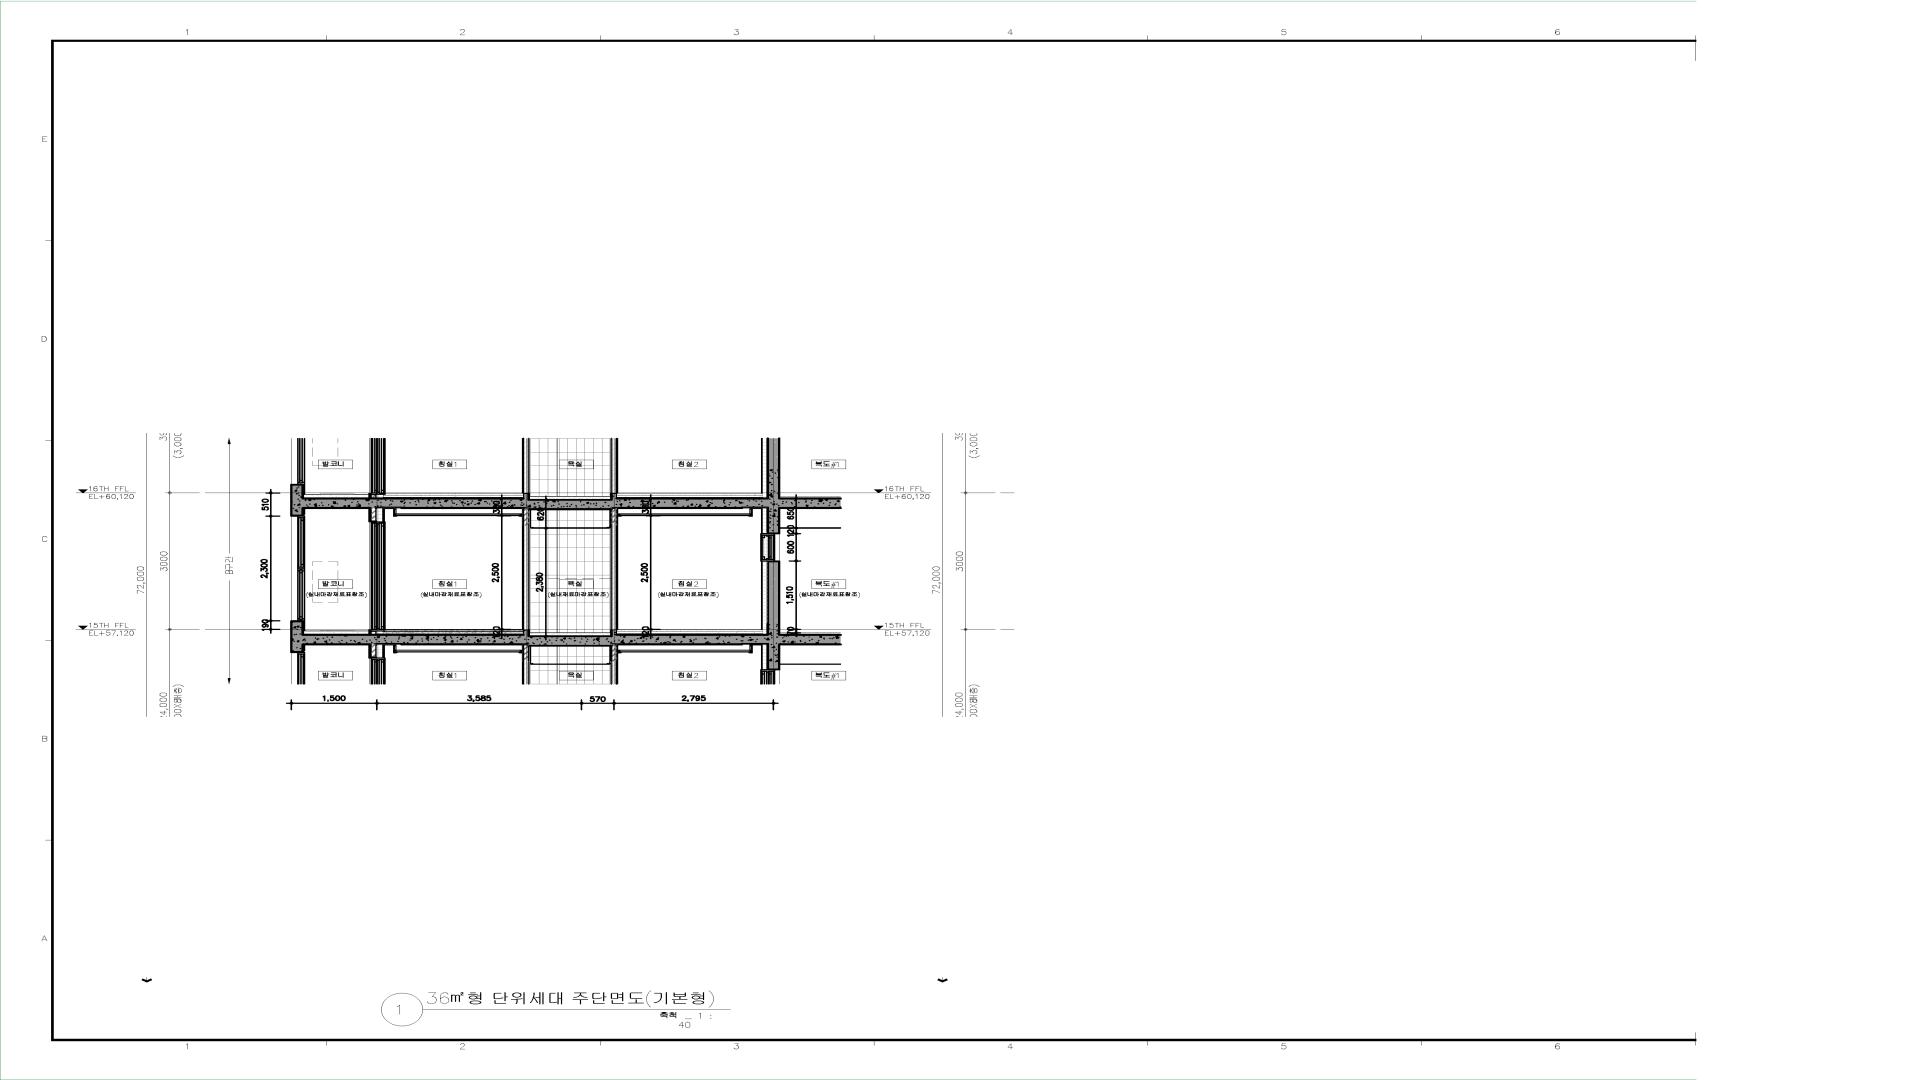 1 2 3 4 5 6
E
D
C
B
A
(3,000
(3,000
발코니 침실1 욕실 침실2 복도#1
16TH FFL
EL+60,120
16TH FFL
EL+60,120
510
620
650
120
600
3000
3000
72,000
72,000
2,300
2,500
2,380
2,500
1,510
발코니 침실1 욕실 침실2 복도#1
(실내마감재료표참조) (실내마감재료표참조) (실내마감재료표참조) (실내마감재료표참조) (실내마감재료표참조)
190
120
120
15TH FFL
EL+57,120
15TH FFL
EL+57,120
발코니 침실1 욕실 침실2 복도#1
1,500 3,585 570 2,795
1 36㎡형 단위세대 주단면도(기본형)
축척 _ 1 :
40
1 2 3 4 5 6